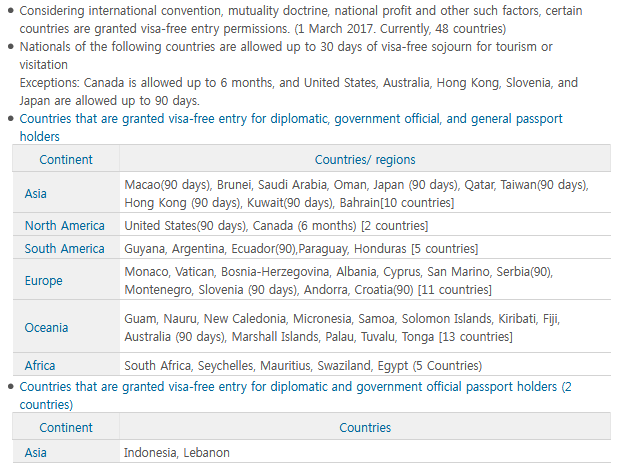 Considering international convention, mutuality doctrine, national profit and other such factors, certain
countries are granted visa-free entry permissions. (1 March 2017. Currently, 48 countries)
Nationals of the following countries are allowed up to 30 days of visa-free sojourn for tourism or
visitation
Exceptions: Canada is allowed up to 6 months, and United States, Australia, Hong Kong, Slovenia, and
Japan are allowed up to 90 days.
Countries that are granted visa-free entry for diplomatic, government official, and general passport
holders
Continent Countries/ regions
Asia
Macao(90 days), Brunei, Saudi Arabia, Oman, Japan (90 days), Qatar, Taiwan(90 days),
Hong Kong (90 days), Kuwait(90 days), Bahrain[10 countries]
North America United States(90 days), Canada (6 months) [2 countries]
South America Guyana, Argentina, Ecuador(90),Paraguay, Honduras [5 countries]
Europe
Monaco, Vatican, Bosnia-Herzegovina, Albania, Cyprus, San Marino, Serbia(90),
Montenegro, Slovenia (90 days), Andorra, Croatia(90) [11 countries]
Oceania
Guam, Nauru, New Caledonia, Micronesia, Samoa, Solomon Islands, Kiribati, Fiji,
Australia (90 days), Marshall Islands, Palau, Tuvalu, Tonga [13 countries]
Africa South Africa, Seychelles, Mauritius, Swaziland, Egypt (5 Countries)
Countries that are granted visa-free entry for diplomatic and government official passport holders (2
countries)
Continent Countries
Asia Indonesia, Lebanon